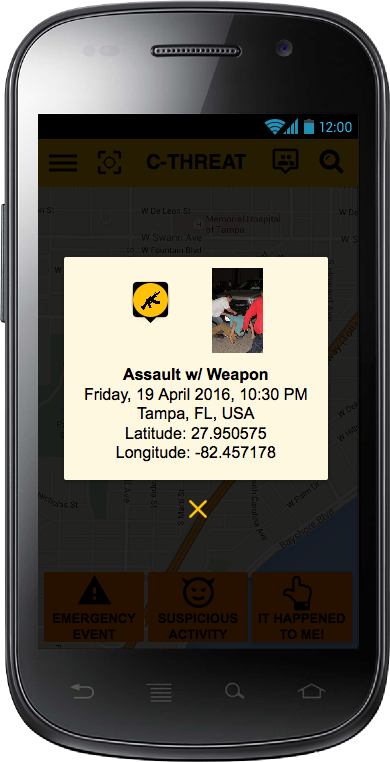 12:00
C-THREAT
W De Leon St
Memorial Hospital
of Tampa
W Swann Ave
W Fountain Blvd
Assault w/ Weapon
Friday, 19 April 2016, 10:30 PM
Tampa, FL, USA
Latitude: 27.950575
Longitude: -82.457178
Bayshore Blvd
EMERGENCY
EVENT
SUSPICIOUS
ACTIVITY
IT HAPPENED
TO ME!